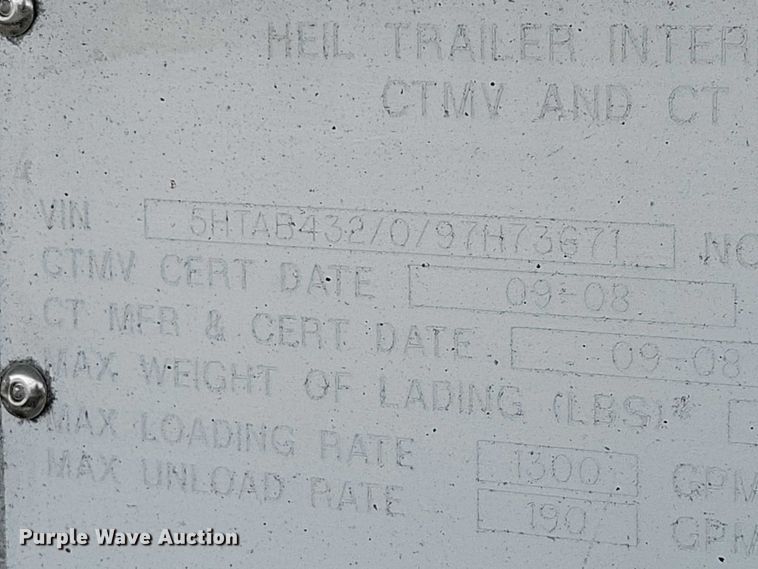 HEIL TRAILER INTER
CTMV AND CT
VIN 5HTAB432/0/97H73671 NO
CTMV CERT DATE 09-08
CT MFR & CERT DATE 09-08
MAX WEIGHT OF LADING (LBS)*
MAX LOADING RATE 1300 GPM
MAX UNLOAD RATE 190 GPM
Purple Wave Auction